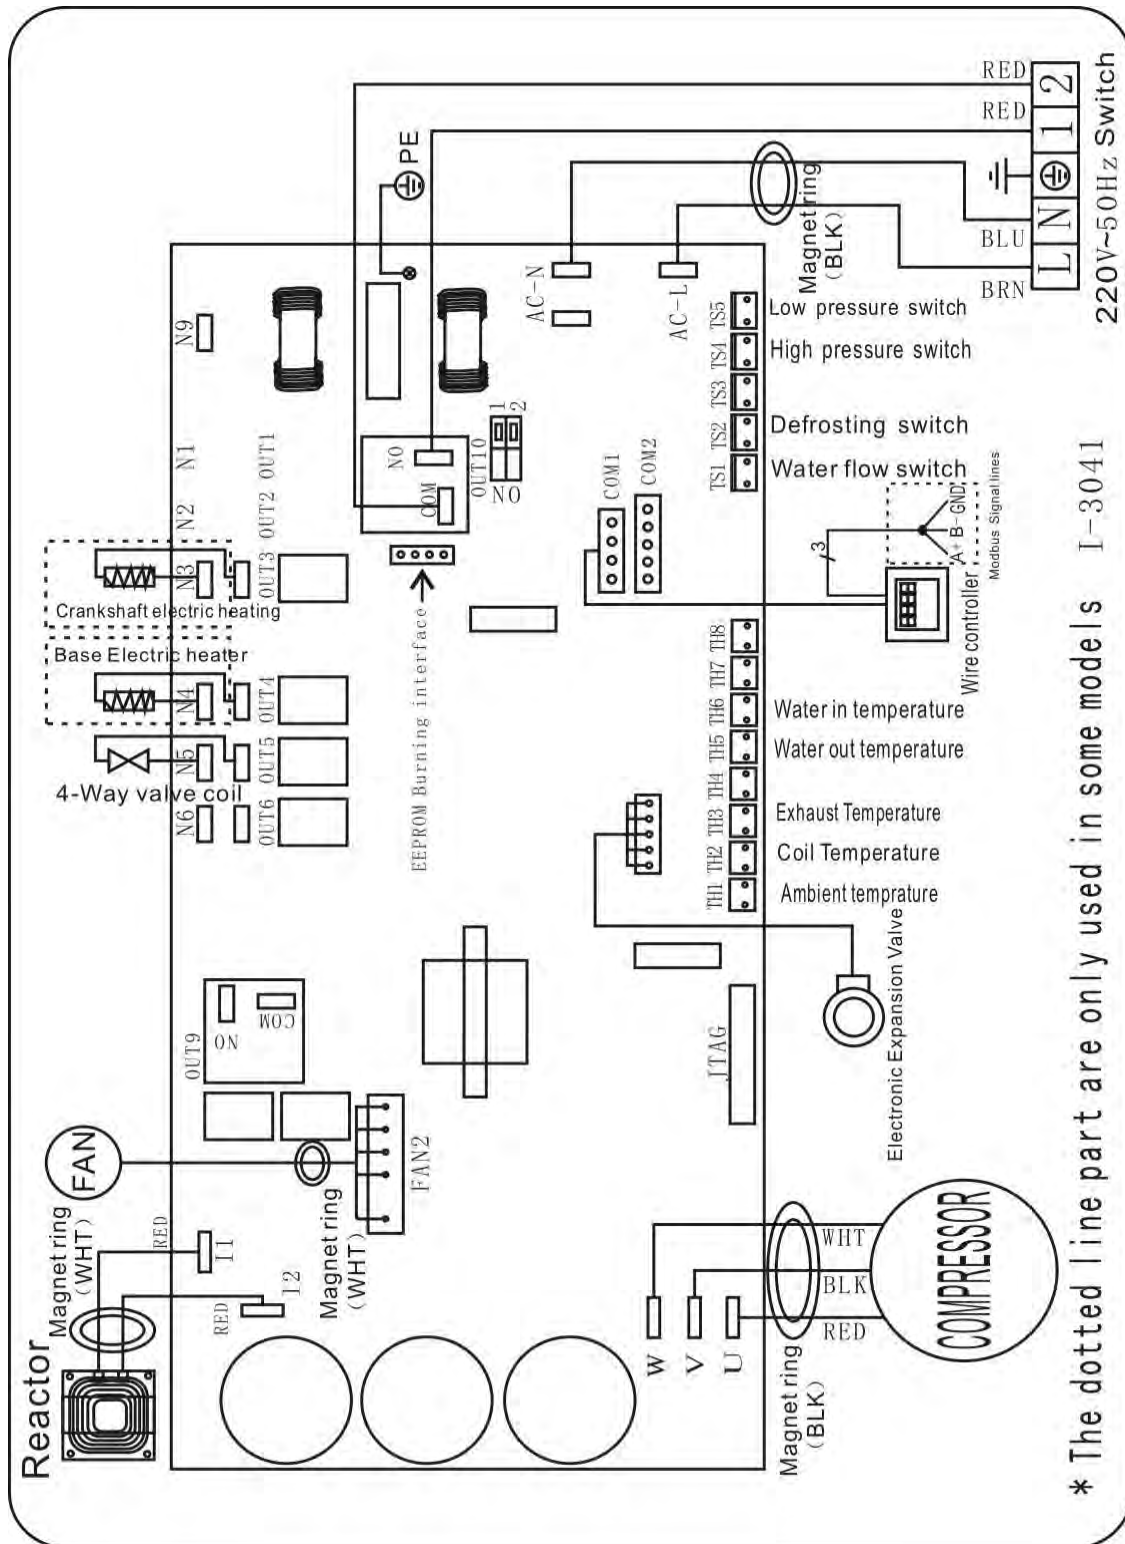 RED
2
RED
1
PE
N
BLU
L
BRN
220V~50Hz Switch
Magnet ring
(BLK)
AC-N
AC-L
N9
N1
N2
N3
N4
N5
N6
OUT1
OUT2
OUT3
OUT4
OUT5
OUT6
Crankshaft electric heating
Base Electric heater
4-Way valve coil
NO
COM
OUT10
1
2
NO
EEPROM Burning interface
COM1
COM2
TS5
TS4
TS3
TS2
TS1
Low pressure switch
High pressure switch
Defrosting switch
Water flow switch
3
A+ B- GND
Modbus Signal lines
Wire controller
TH8
TH7
TH6
TH5
TH4
TH3
TH2
TH1
Water in temperature
Water out temperature
Exhaust Temperature
Coil Temperature
Ambient temprature
Electronic Expansion Valve
JTAG
OUT9
NO
COM
FAN
FAN2
Magnet ring
(WHT)
Magnet ring
(WHT)
RED
I1
RED
I2
Reactor
W
V
U
WHT
BLK
RED
Magnet ring
(BLK)
COMPRESSOR
* The dotted line part are only used in some models I-3041